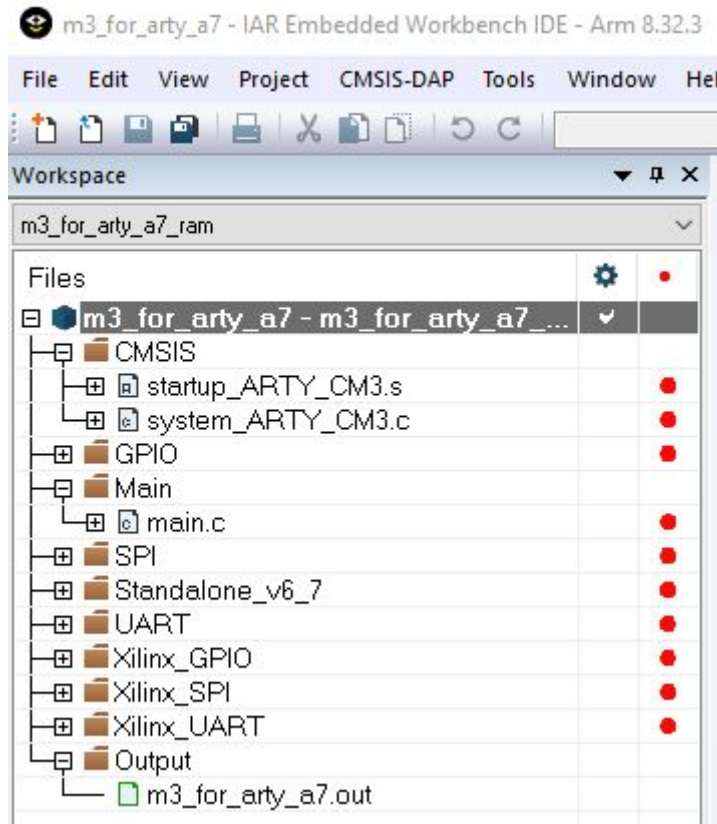 m3_for_arty_a7 - IAR Embedded Workbench IDE - Arm 8.32.3
File Edit View Project CMSIS-DAP Tools Window Hel
Workspace
m3_for_arty_a7_ram
Files
m3_for_arty_a7 - m3_for_arty_a7_...
CMSIS
startup_ARTY_CM3.s
system_ARTY_CM3.c
GPIO
Main
main.c
SPI
Standalone_v6_7
UART
Xilinx_GPIO
Xilinx_SPI
Xilinx_UART
Output
m3_for_arty_a7.out